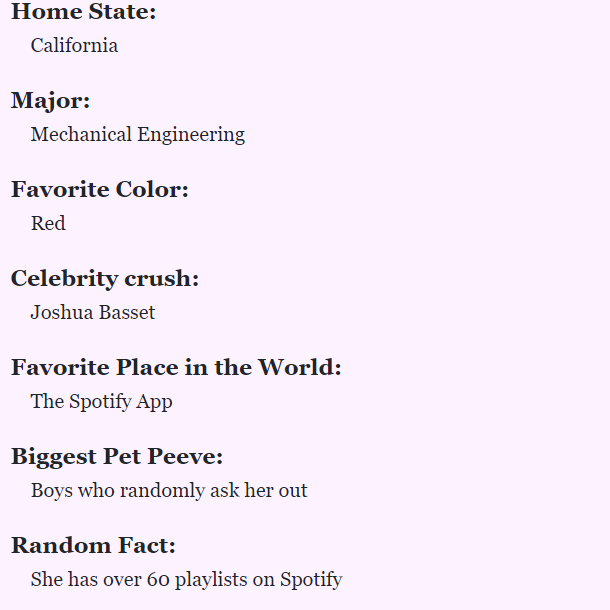 Home State:
California
Major:
Mechanical Engineering
Favorite Color:
Red
Celebrity crush:
Joshua Basset
Favorite Place in the World:
The Spotify App
Biggest Pet Peeve:
Boys who randomly ask her out
Random Fact:
She has over 60 playlists on Spotify